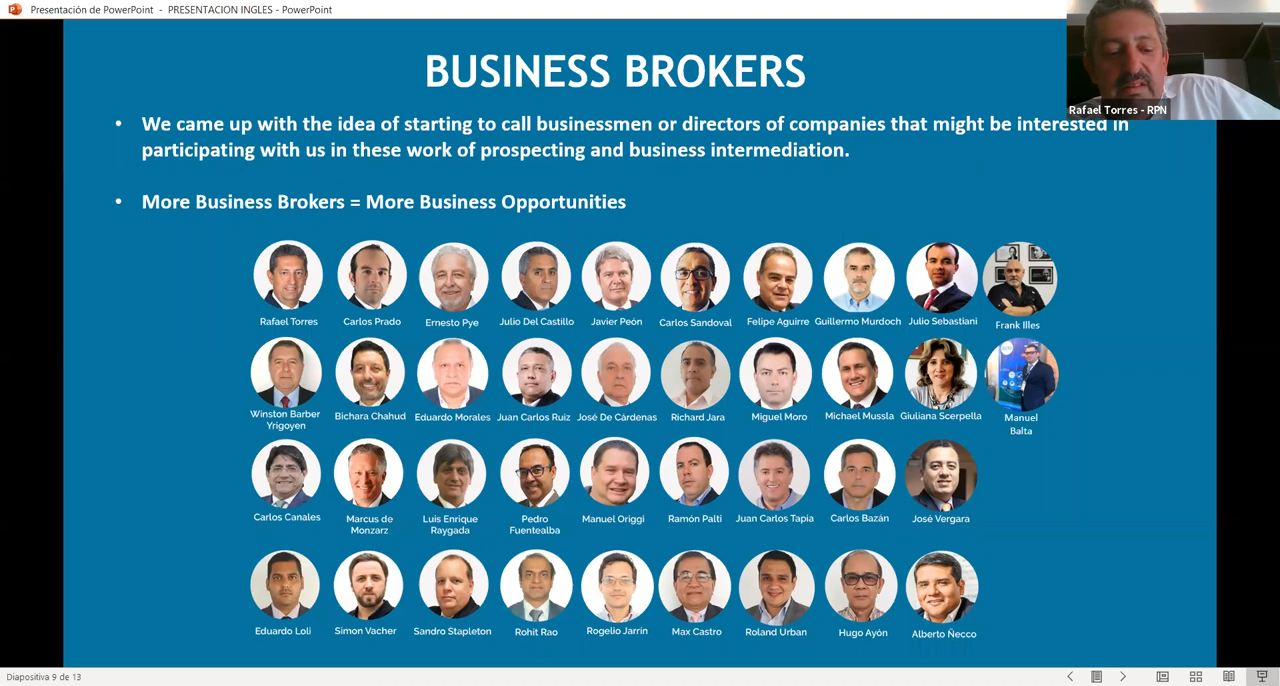 Presentación de PowerPoint - PRESENTACION INGLES - PowerPoint
BUSINESS BROKERS
Rafael Torres - RPN
• We came up with the idea of starting to call businessmen or directors of companies that might be interested in
participating with us in these work of prospecting and business intermediation.
• More Business Brokers = More Business Opportunities
Rafael Torres Carlos Prado Ernesto Pye Julio Del Castillo Javier Peón Carlos Sandoval Felipe Aguirre Guillermo Murdoch Julio Sebastiani Frank Illes
Winston Barber Bichara Chahud Eduardo Morales Juan Carlos Ruiz José De Cárdenas Richard Jara Miguel Moro Michael Mussla Giuliana Scerpella Manuel
Yrigoyen Balta
Carlos Canales Marcus de Luis Enrique Pedro Manuel Origgi Ramón Palti Juan Carlos Tapia Carlos Bazán José Vergara
Monzarz Raygada Fuentealba
Eduardo Loli Simon Vacher Sandro Stapleton Rohit Rao Rogelio Jarrin Max Castro Roland Urban Hugo Ayón Alberto Ñecco
Diapositiva 9 de 13